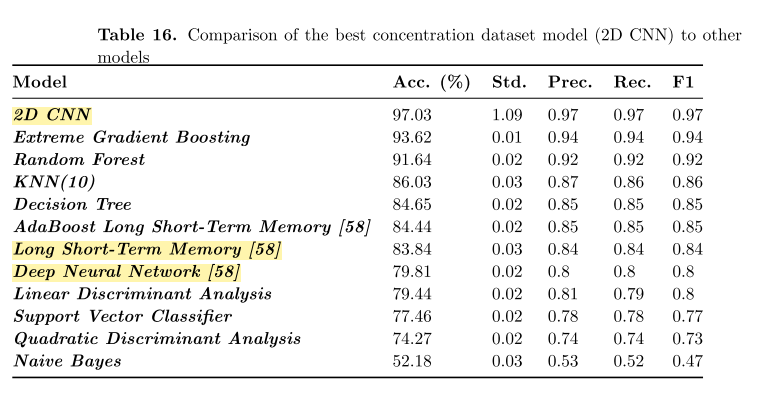 Table 16. Comparison of the best concentration dataset model (2D CNN) to other
models
Model Acc. (%) Std. Prec. Rec. F1
2D CNN 97.03 1.09 0.97 0.97 0.97
Extreme Gradient Boosting 93.62 0.01 0.94 0.94 0.94
Random Forest 91.64 0.02 0.92 0.92 0.92
KNN(10) 86.03 0.03 0.87 0.86 0.86
Decision Tree 84.65 0.02 0.85 0.85 0.85
AdaBoost Long Short-Term Memory [58] 84.44 0.02 0.85 0.85 0.85
Long Short-Term Memory [58] 83.84 0.03 0.84 0.84 0.84
Deep Neural Network [58] 79.81 0.02 0.8 0.8 0.8
Linear Discriminant Analysis 79.44 0.02 0.81 0.79 0.8
Support Vector Classifier 77.46 0.02 0.78 0.78 0.77
Quadratic Discriminant Analysis 74.27 0.02 0.74 0.74 0.73
Naive Bayes 52.18 0.03 0.53 0.52 0.47